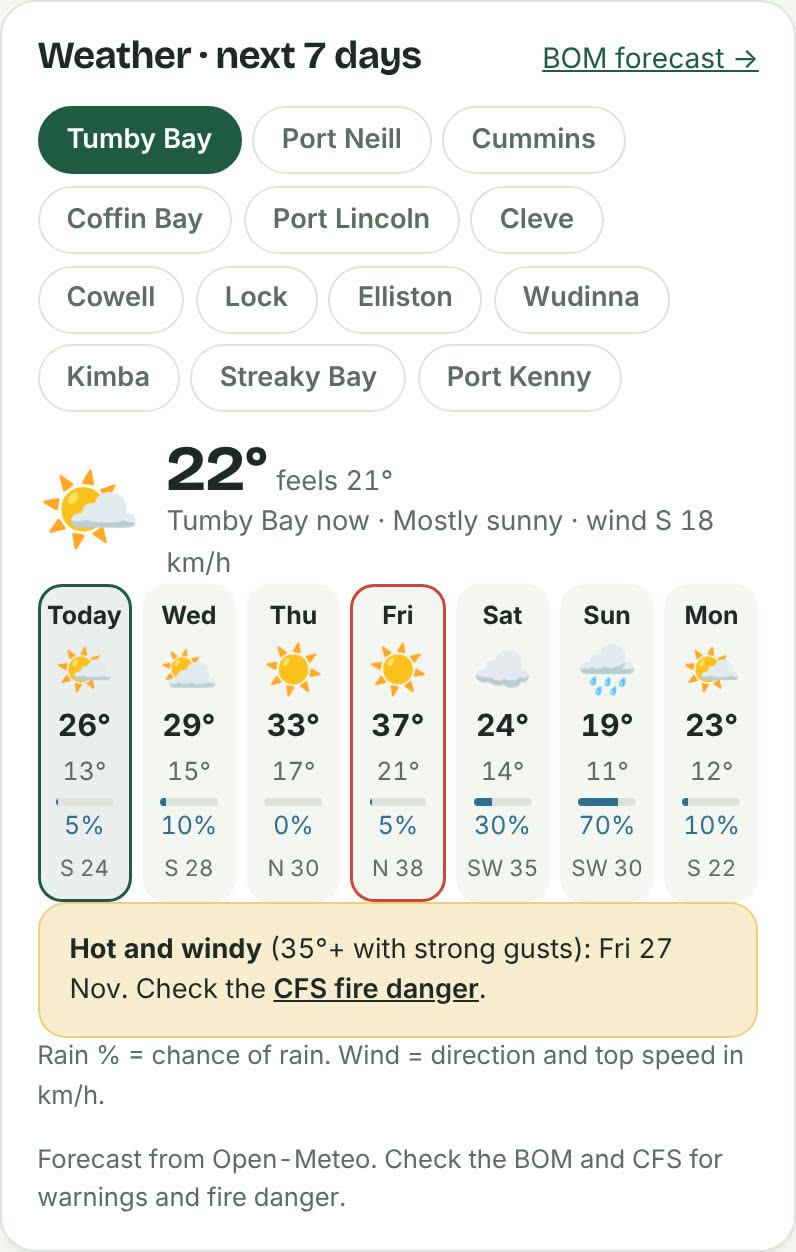 Weather · next 7 days
BOM forecast →
Tumby Bay Port Neill Cummins
Coffin Bay Port Lincoln Cleve
Cowell Lock Elliston Wudinna
Kimba Streaky Bay Port Kenny
22° feels 21°
Tumby Bay now · Mostly sunny · wind S 18
km/h
Today Wed Thu Fri Sat Sun Mon
26° 29° 33° 37° 24° 19° 23°
13° 15° 17° 21° 14° 11° 12°
5% 10% 0% 5% 30% 70% 10%
S 24 S 28 N 30 N 38 SW 35 SW 30 S 22
Hot and windy (35°+ with strong gusts): Fri 27
Nov. Check the CFS fire danger.
Rain % = chance of rain. Wind = direction and top speed in
km/h.
Forecast from Open-Meteo. Check the BOM and CFS for
warnings and fire danger.